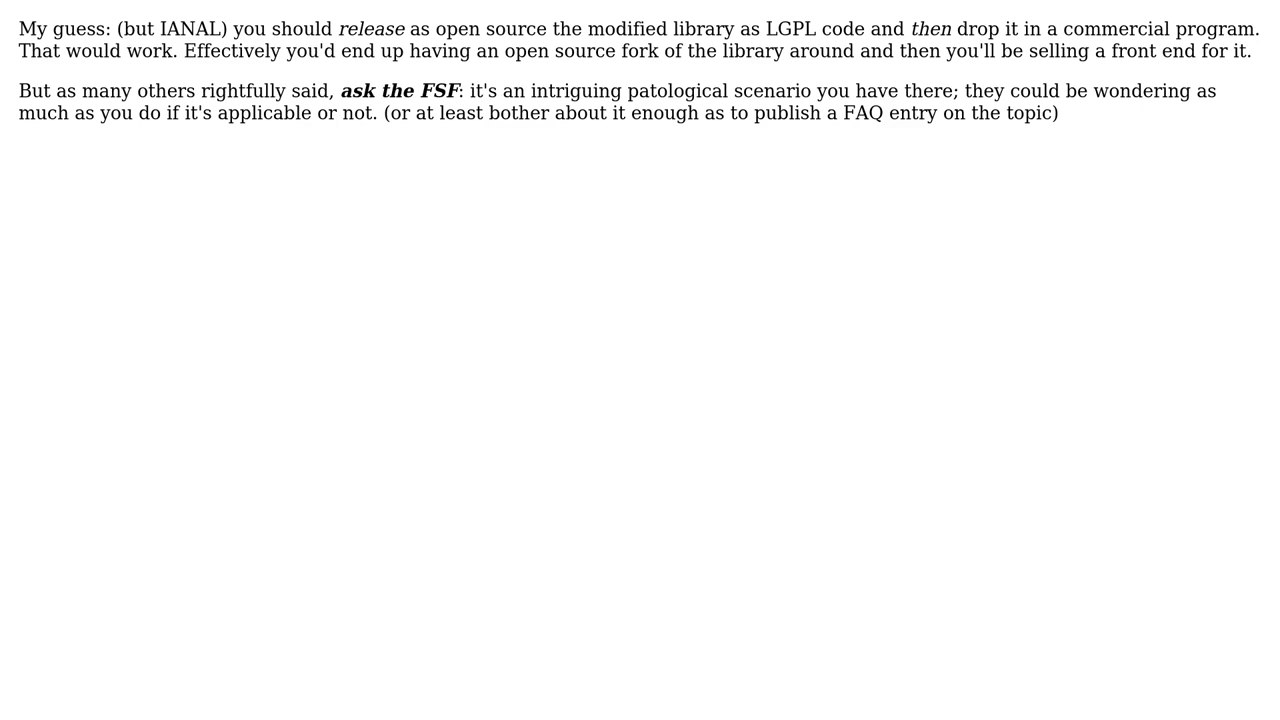 My guess: (but IANAL) you should release as open source the modified library as LGPL code and then drop it in a commercial program.
That would work. Effectively you'd end up having an open source fork of the library around and then you'll be selling a front end for it.
But as many others rightfully said, ask the FSF: it's an intriguing patological scenario you have there; they could be wondering as
much as you do if it's applicable or not. (or at least bother about it enough as to publish a FAQ entry on the topic)